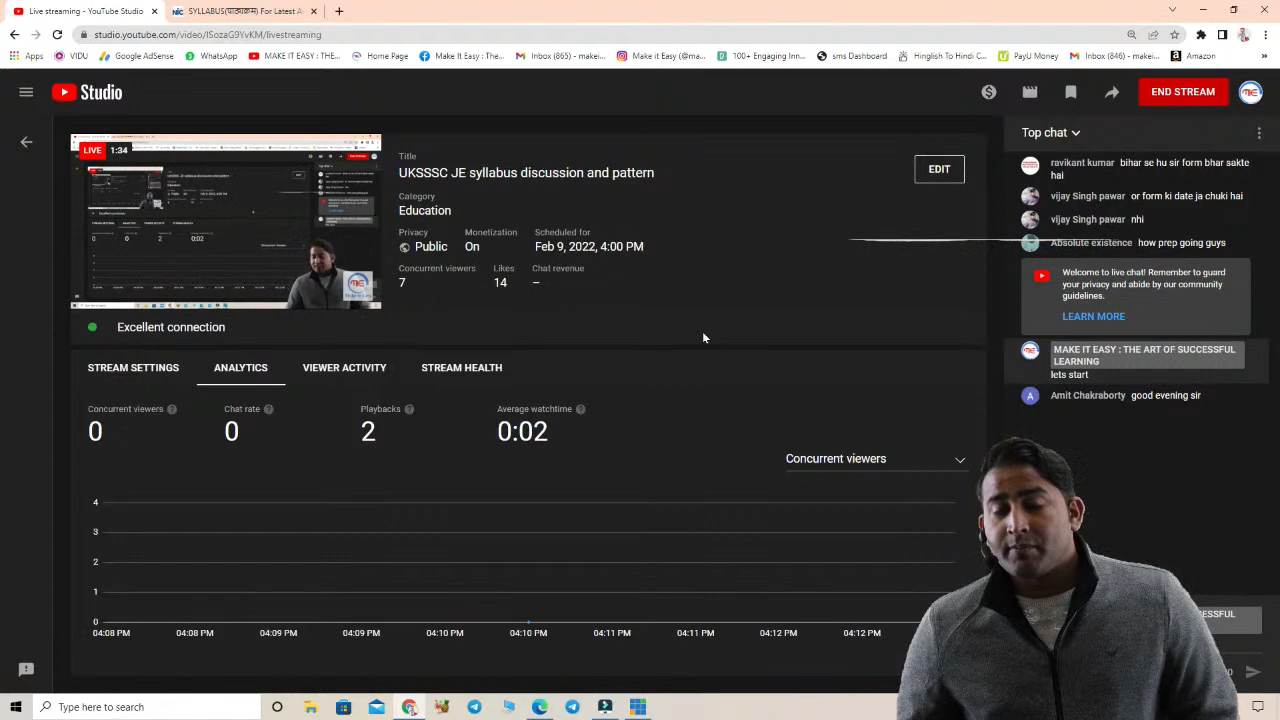 Live streaming - YouTube Studio
SYLLABUS(पाठ्यक्रम) For Latest A
studio.youtube.com/video/
Apps VIDU Google AdSense WhatsApp MAKE IT EASY : THE... Home Page Make It Easy (@ma... Inbox (865) - makei... Make it Easy (@ma... 100+ Engaging Inn... sms Dashboard Hinglish To Hindi C... PayU Money Inbox (846) - makei... Amazon »
Studio
END STREAM
LIVE 1:34
Title
UKSSSC JE syllabus discussion and pattern
EDIT
Category
Education
Privacy Monetization Scheduled for
Public On Feb 9, 2022, 4:00 PM
Concurrent viewers Likes Chat revenue
7 14 –
Excellent connection
STREAM SETTINGS ANALYTICS VIEWER ACTIVITY STREAM HEALTH
Concurrent viewers Chat rate Playbacks Average watchtime
0 0 2 0:02
Concurrent viewers
4
3
2
1
0
04:08 PM 04:08 PM 04:09 PM 04:09 PM 04:10 PM 04:10 PM 04:11 PM 04:11 PM 04:12 PM 04:12 PM
Top chat
ravikant kumar bihar se hu sir form bhar sakte
hai
vijay Singh pawar or form ki date ja chuki hai
vijay Singh pawar nhi
Absolute existence how prep going guys
Welcome to live chat! Remember to guard
your privacy and abide by our community
guidelines.
LEARN MORE
MAKE IT EASY : THE ART OF SUCCESSFUL
LEARNING
lets start
Amit Chakraborty good evening sir
Type here to search